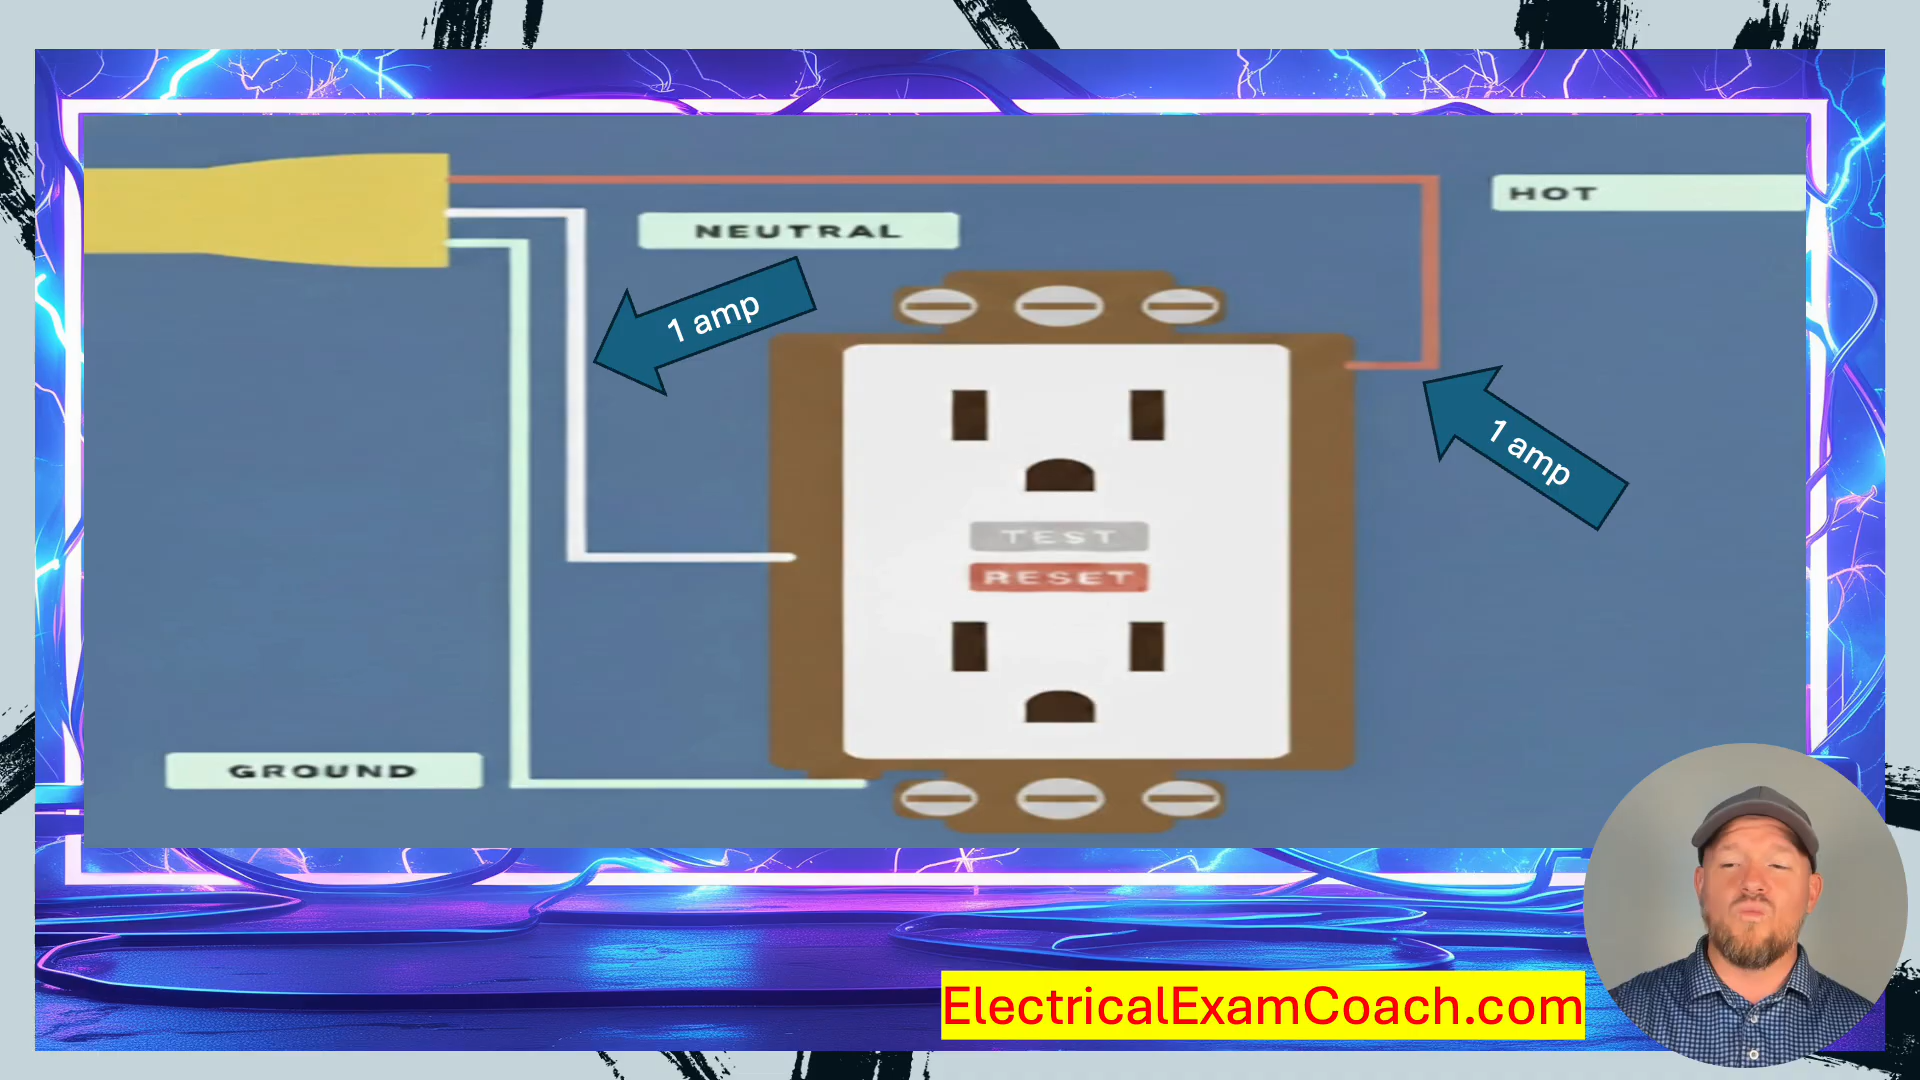 HOT
NEUTRAL
1 amp
1 amp
TEST
RESET
GROUND
ElectricalExamCoach.com